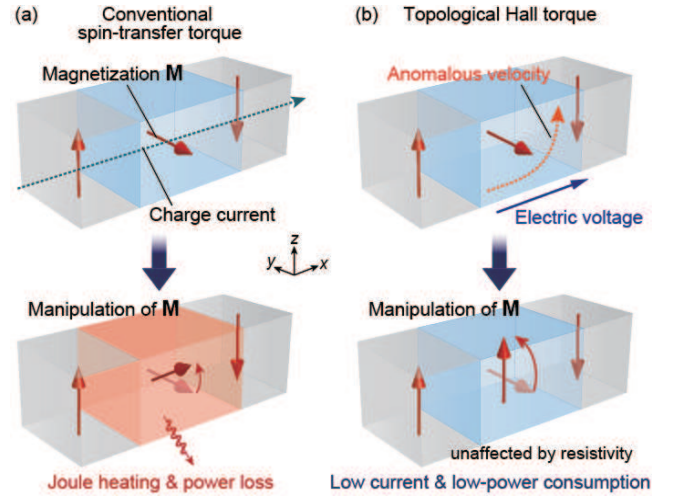 (a)
Conventional
spin-transfer torque
Magnetization M
Charge current
Manipulation of M
Joule heating & power loss
z
y
x
(b)
Topological Hall torque
Anomalous velocity
Electric voltage
Manipulation of M
unaffected by resistivity
Low current & low-power consumption